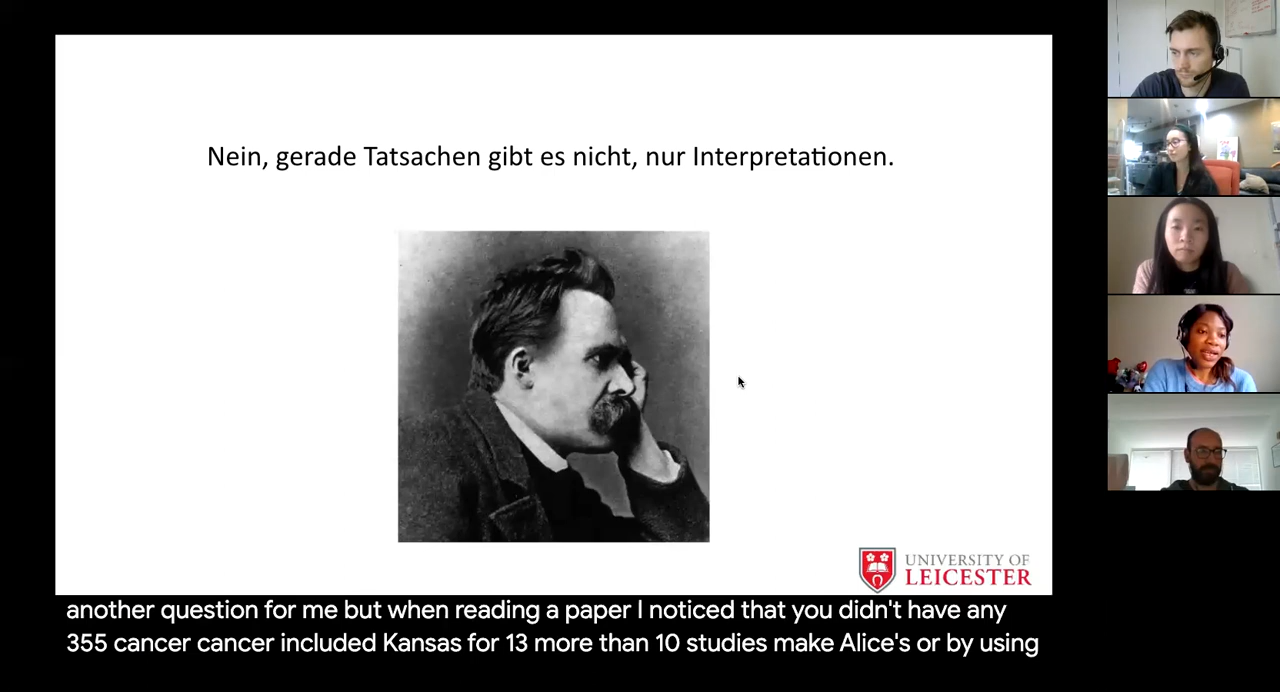 Nein, gerade Tatsachen gibt es nicht, nur Interpretationen.
UNIVERSITY OF
LEICESTER
another question for me but when reading a paper I noticed that you didn't have any
355 cancer cancer included Kansas for 13 more than 10 studies make Alice's or by using